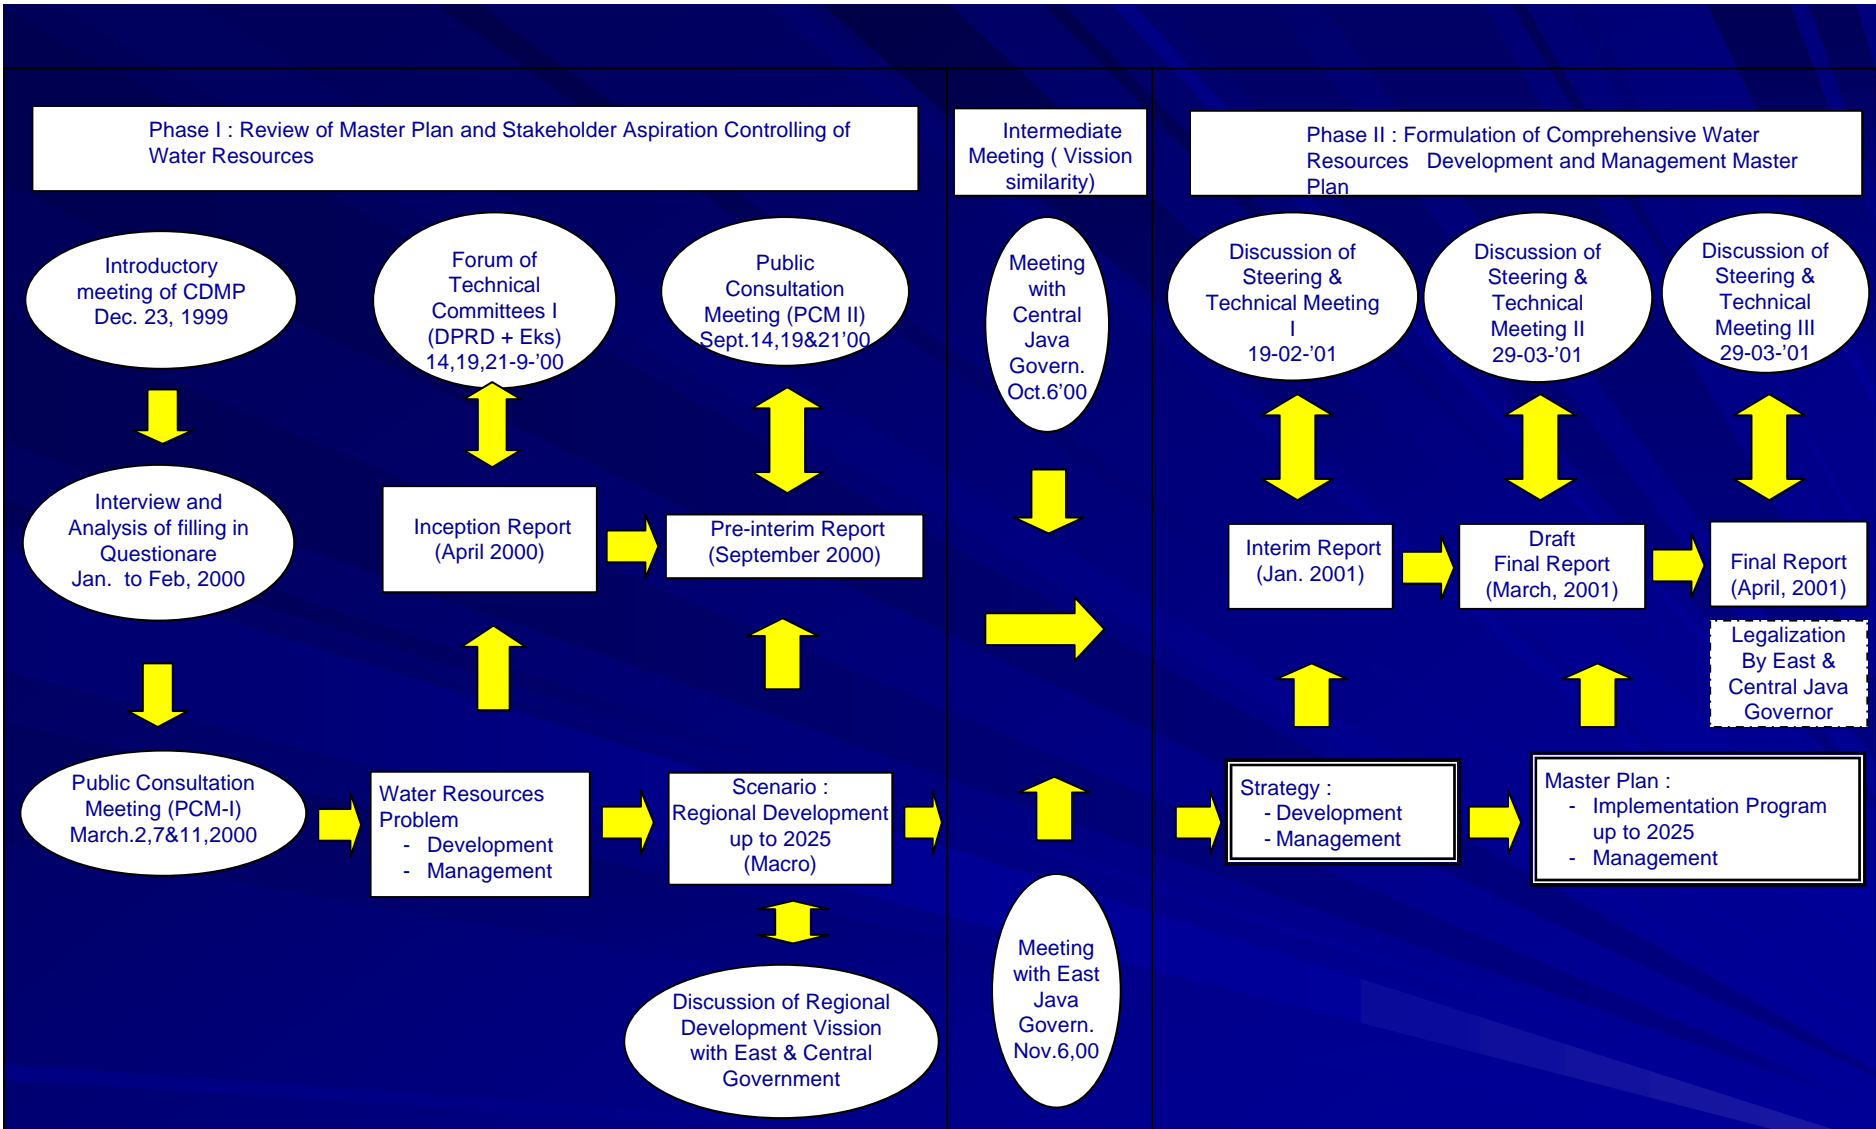 Phase I : Review of Master Plan and Stakeholder Aspiration Controlling of
Water Resources
Intermediate
Meeting ( Vission
similarity)
Phase II : Formulation of Comprehensive Water
Resources Development and Management Master
Plan
Introductory
meeting of CDMP
Dec. 23, 1999
Forum of
Technical
Committees I
(DPRD + Eks)
14,19,21-9-'00
Public
Consultation
Meeting (PCM II)
Sept.14,19&21'00
Meeting
with
Central
Java
Govern.
Oct.6'00
Discussion of
Steering &
Technical Meeting
I
19-02-'01
Discussion of
Steering &
Technical
Meeting II
29-03-'01
Discussion of
Steering &
Technical
Meeting III
29-03-'01
Interview and
Analysis of filling in
Questionare
Jan. to Feb, 2000
Inception Report
(April 2000)
Pre-interim Report
(September 2000)
Interim Report
(Jan. 2001)
Draft
Final Report
(March, 2001)
Final Report
(April, 2001)
Legalization
By East &
Central Java
Governor
Public Consultation
Meeting (PCM-I)
March.2,7&11,2000
Water Resources
Problem
- Development
- Management
Scenario :
Regional Development
up to 2025
(Macro)
Strategy :
- Development
- Management
Master Plan :
- Implementation Program
up to 2025
- Management
Discussion of Regional
Development Vission
with East & Central
Government
Meeting
with East
Java
Govern.
Nov.6,00